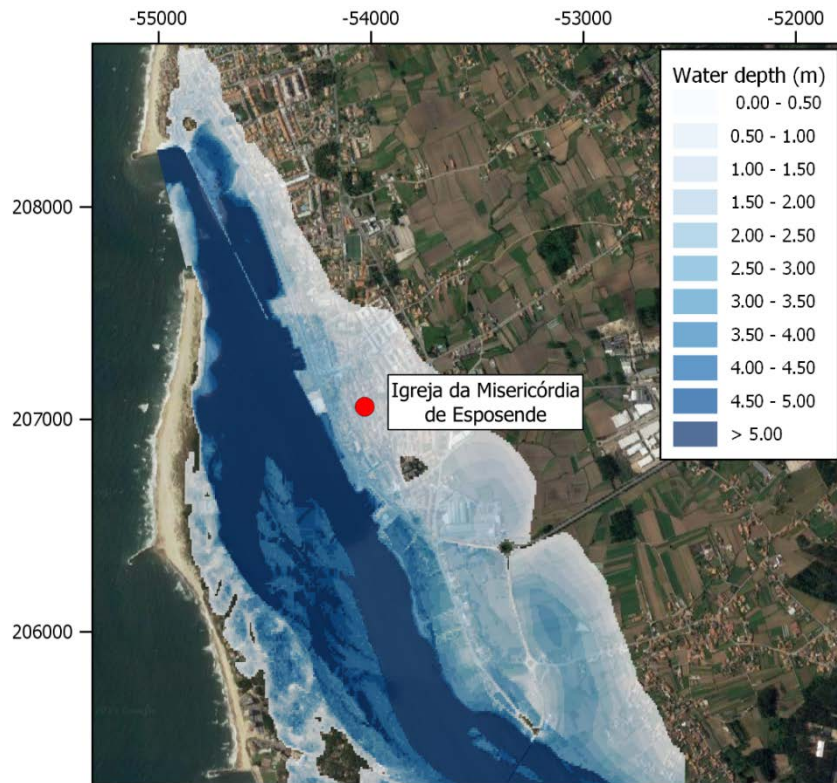 -55000 -54000 -53000 -52000
Water depth (m)
0.00 - 0.50
0.50 - 1.00
1.00 - 1.50
1.50 - 2.00
2.00 - 2.50
2.50 - 3.00
3.00 - 3.50
3.50 - 4.00
4.00 - 4.50
4.50 - 5.00
> 5.00
208000
207000
Igreja da Misericórdia
de Esposende
206000